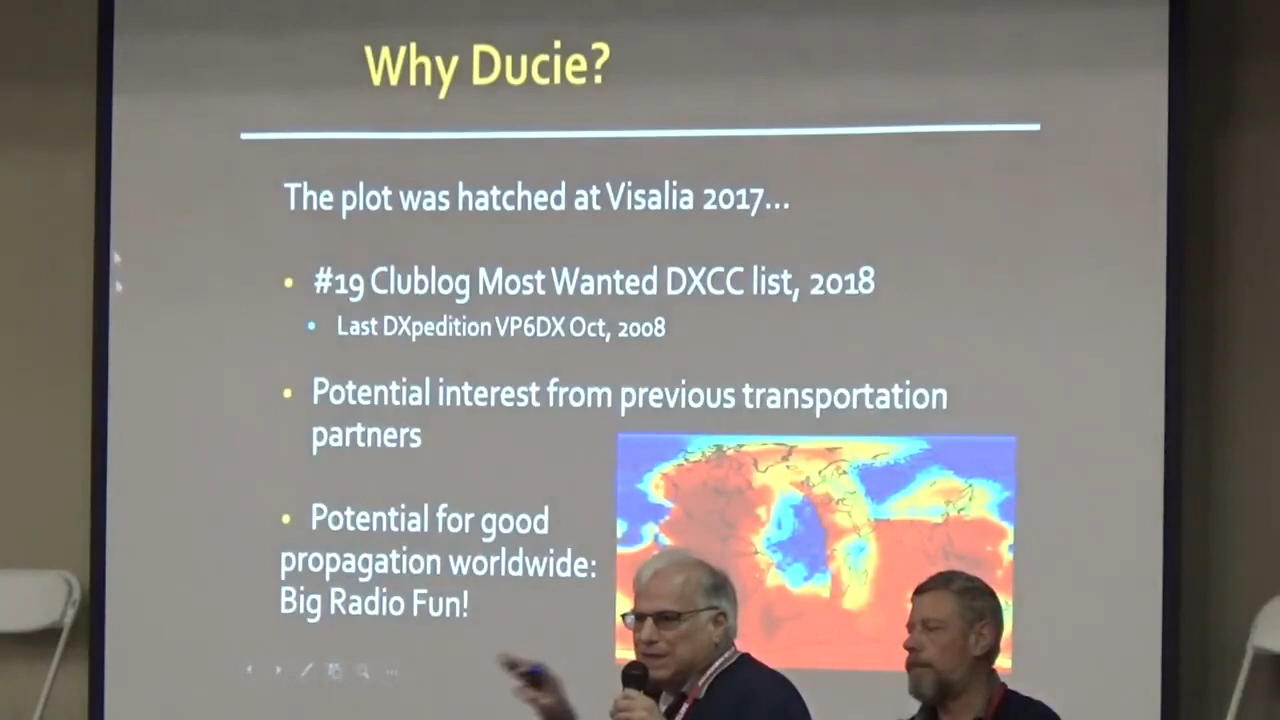 Why Ducie?
The plot was hatched at Visalia 2017...
• #19 Clublog Most Wanted DXCC list, 2018
• Last DXpedition VP6DX Oct, 2008
• Potential interest from previous transportation
partners
• Potential for good
propagation worldwide:
Big Radio Fun!